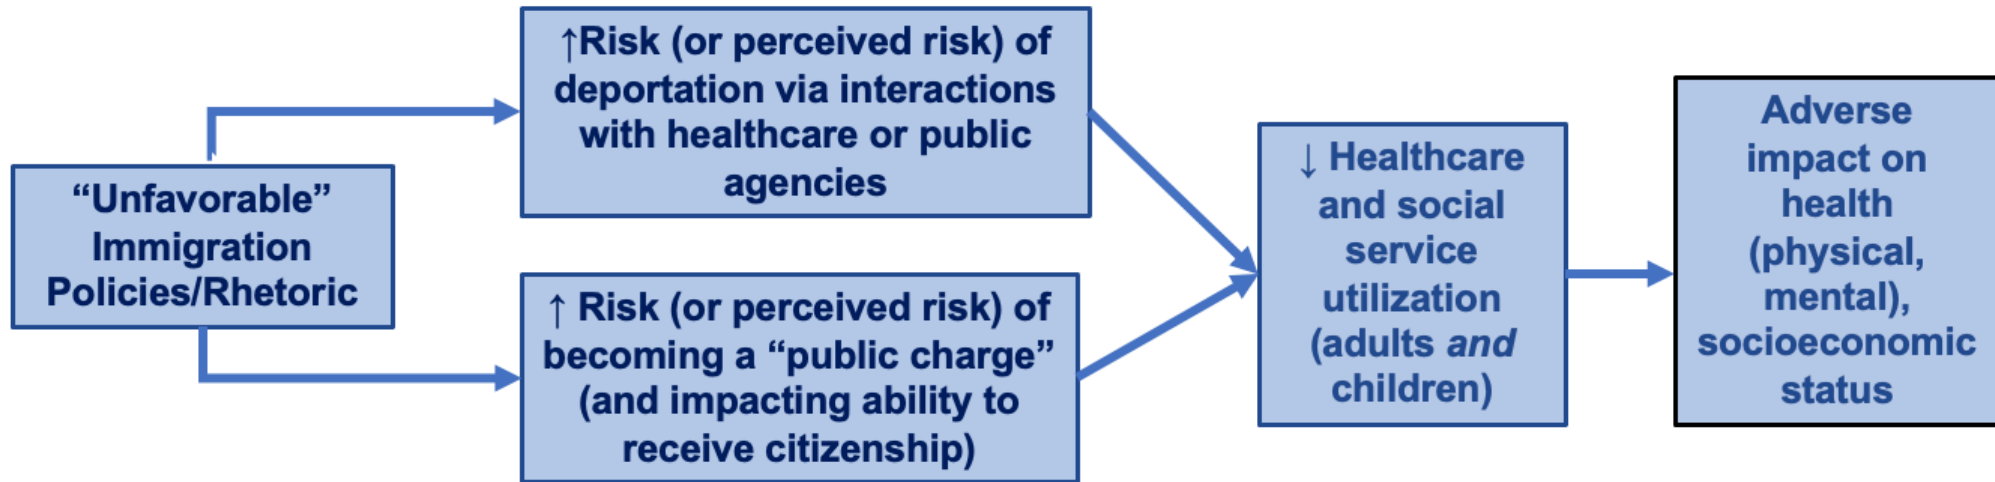 “Unfavorable”
Immigration
Policies/Rhetoric
↑Risk (or perceived risk) of
deportation via interactions
with healthcare or public
agencies
↑ Risk (or perceived risk) of
becoming a “public charge”
(and impacting ability to
receive citizenship)
↓ Healthcare
and social
service
utilization
(adults and
children)
Adverse
impact on
health
(physical,
mental),
socioeconomic
status